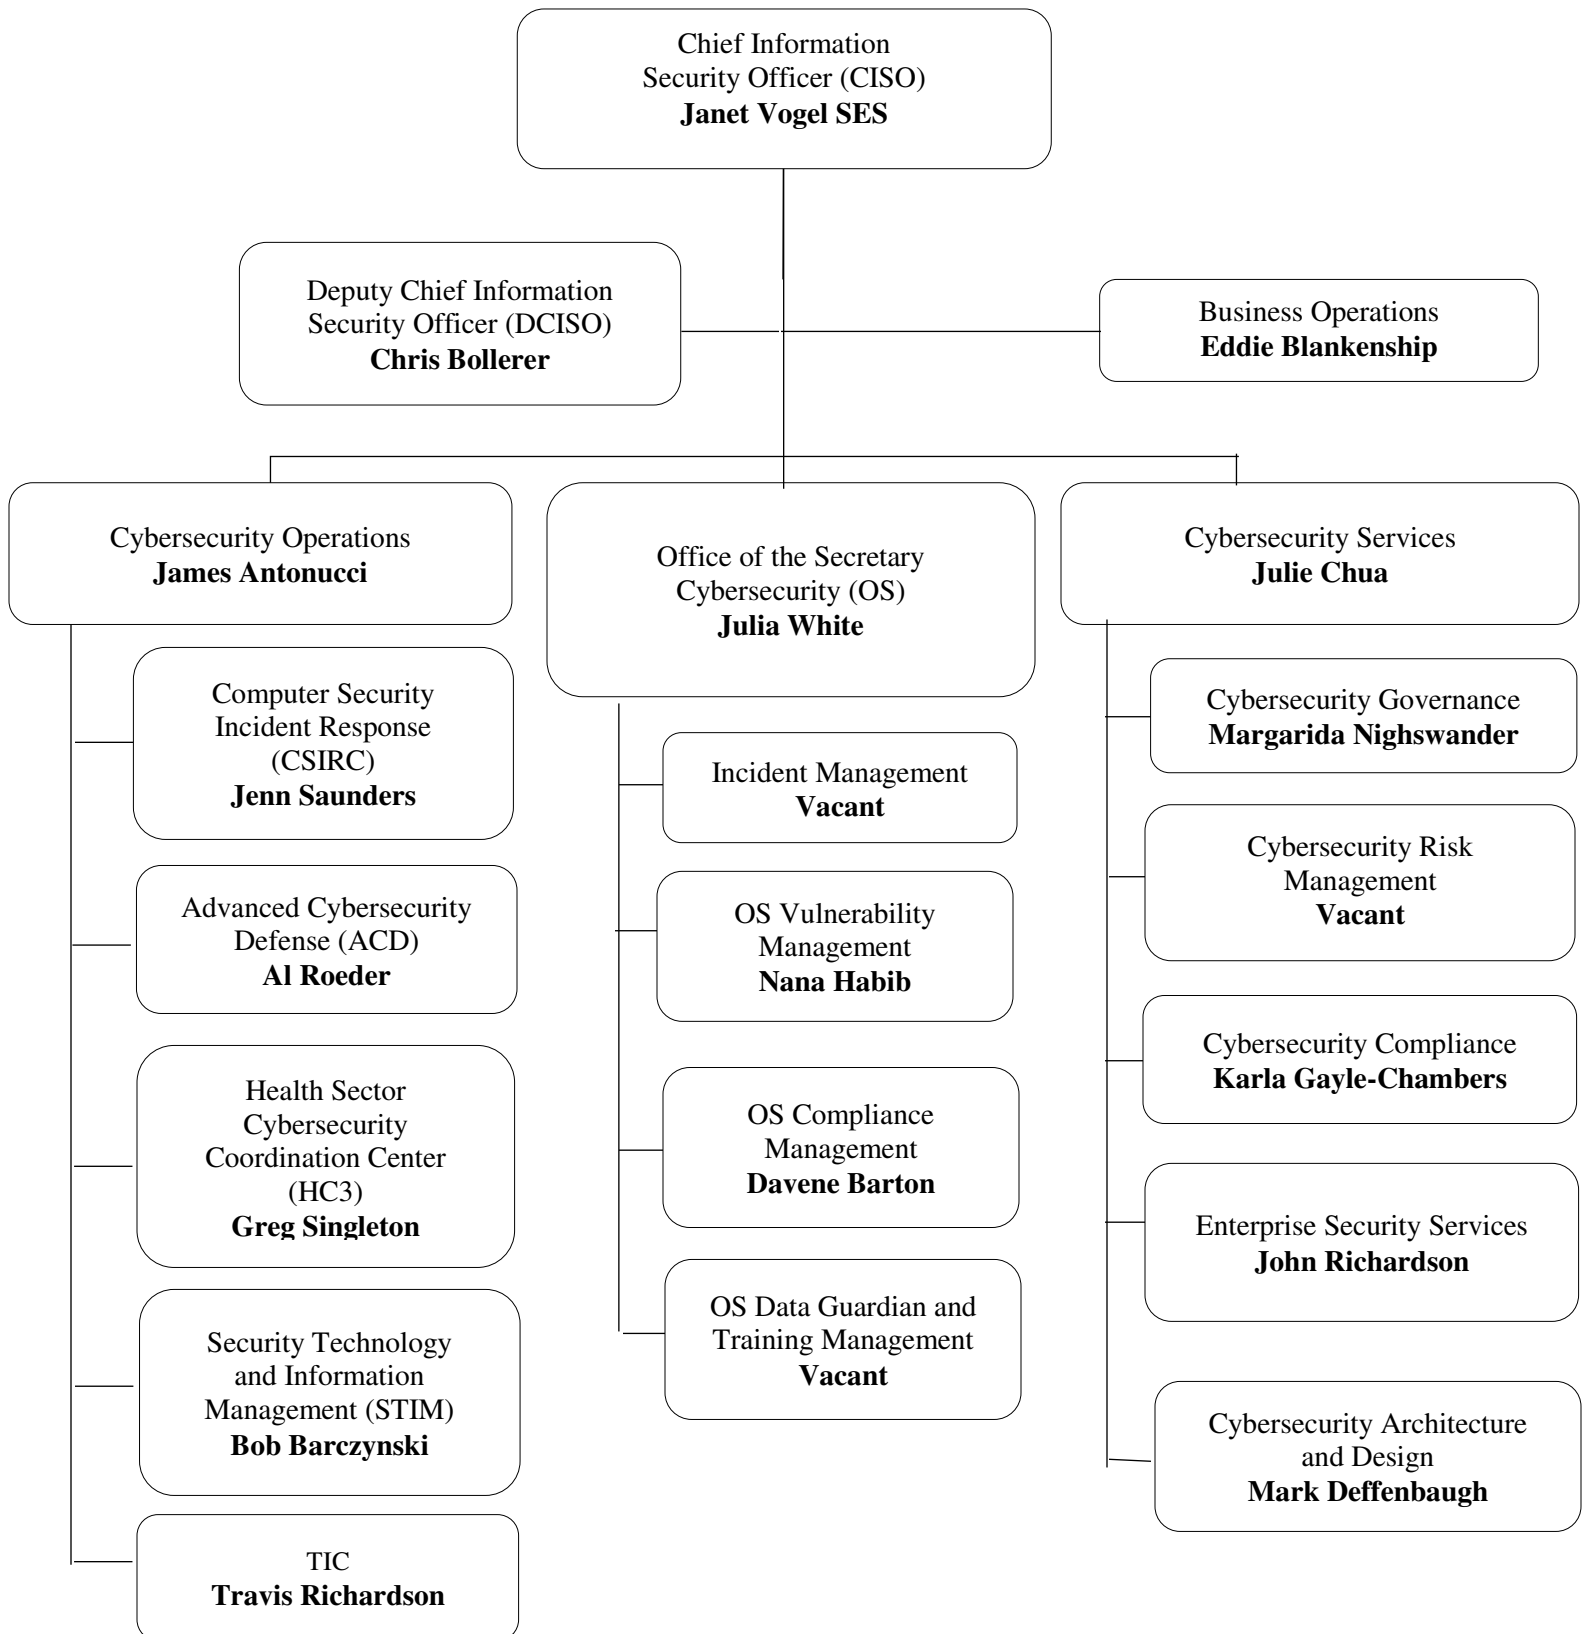 Chief Information
Security Officer (CISO)
Janet Vogel SES
Deputy Chief Information
Security Officer (DCISO)
Chris Bollerer
Business Operations
Eddie Blankenship
Cybersecurity Operations
James Antonucci
Computer Security
Incident Response
(CSIRC)
Jenn Saunders
Advanced Cybersecurity
Defense (ACD)
Al Roeder
Health Sector
Cybersecurity
Coordination Center
(HC3)
Greg Singleton
Security Technology
and Information
Management (STIM)
Bob Barczynski
TIC
Travis Richardson
Office of the Secretary
Cybersecurity (OS)
Julia White
Incident Management
Vacant
OS Vulnerability
Management
Nana Habib
OS Compliance
Management
Davene Barton
OS Data Guardian and
Training Management
Vacant
Cybersecurity Services
Julie Chua
Cybersecurity Governance
Margarida Nighswander
Cybersecurity Risk
Management
Vacant
Cybersecurity Compliance
Karla Gayle-Chambers
Enterprise Security Services
John Richardson
Cybersecurity Architecture
and Design
Mark Deffenbaugh